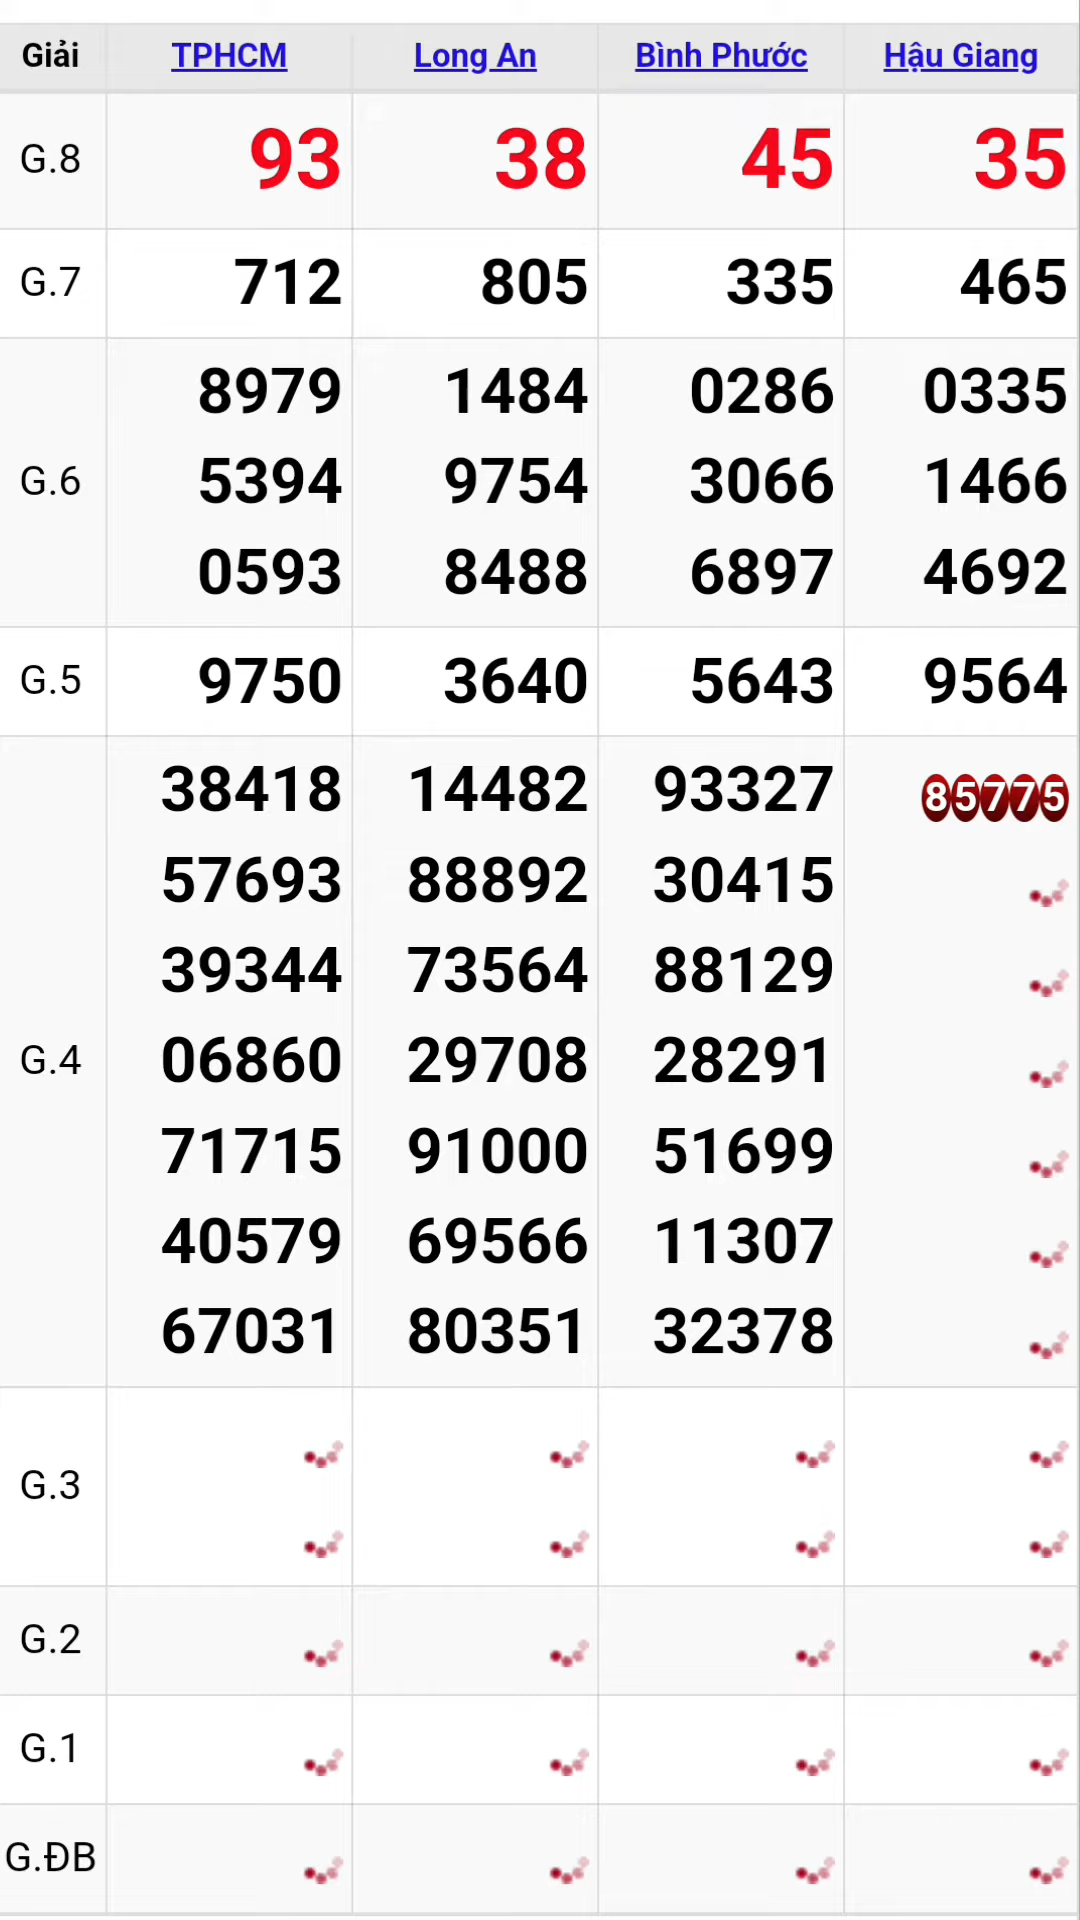 Giải TPHCM Long An Bình Phước Hậu Giang
G.8 93 38 45 35
G.7 712 805 335 465
8979 1484 0286 0335
G.6 5394 9754 3066 1466
0593 8488 6897 4692
G.5 9750 3640 5643 9564
38418 14482 93327 85775
57693 88892 30415
39344 73564 88129
G.4 06860 29708 28291
71715 91000 51699
40579 69566 11307
67031 80351 32378
G.3
G.2
G.1
G.ĐB